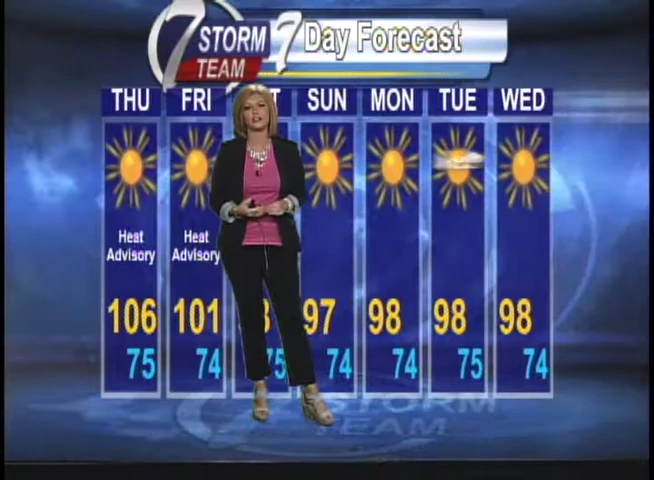 7 STORM TEAM
7 Day Forecast
THU FRI SUN MON TUE WED
Heat Advisory Heat Advisory
106 101 97 98 98 98
75 74 75 74 74 75 74
STORM
TEAM